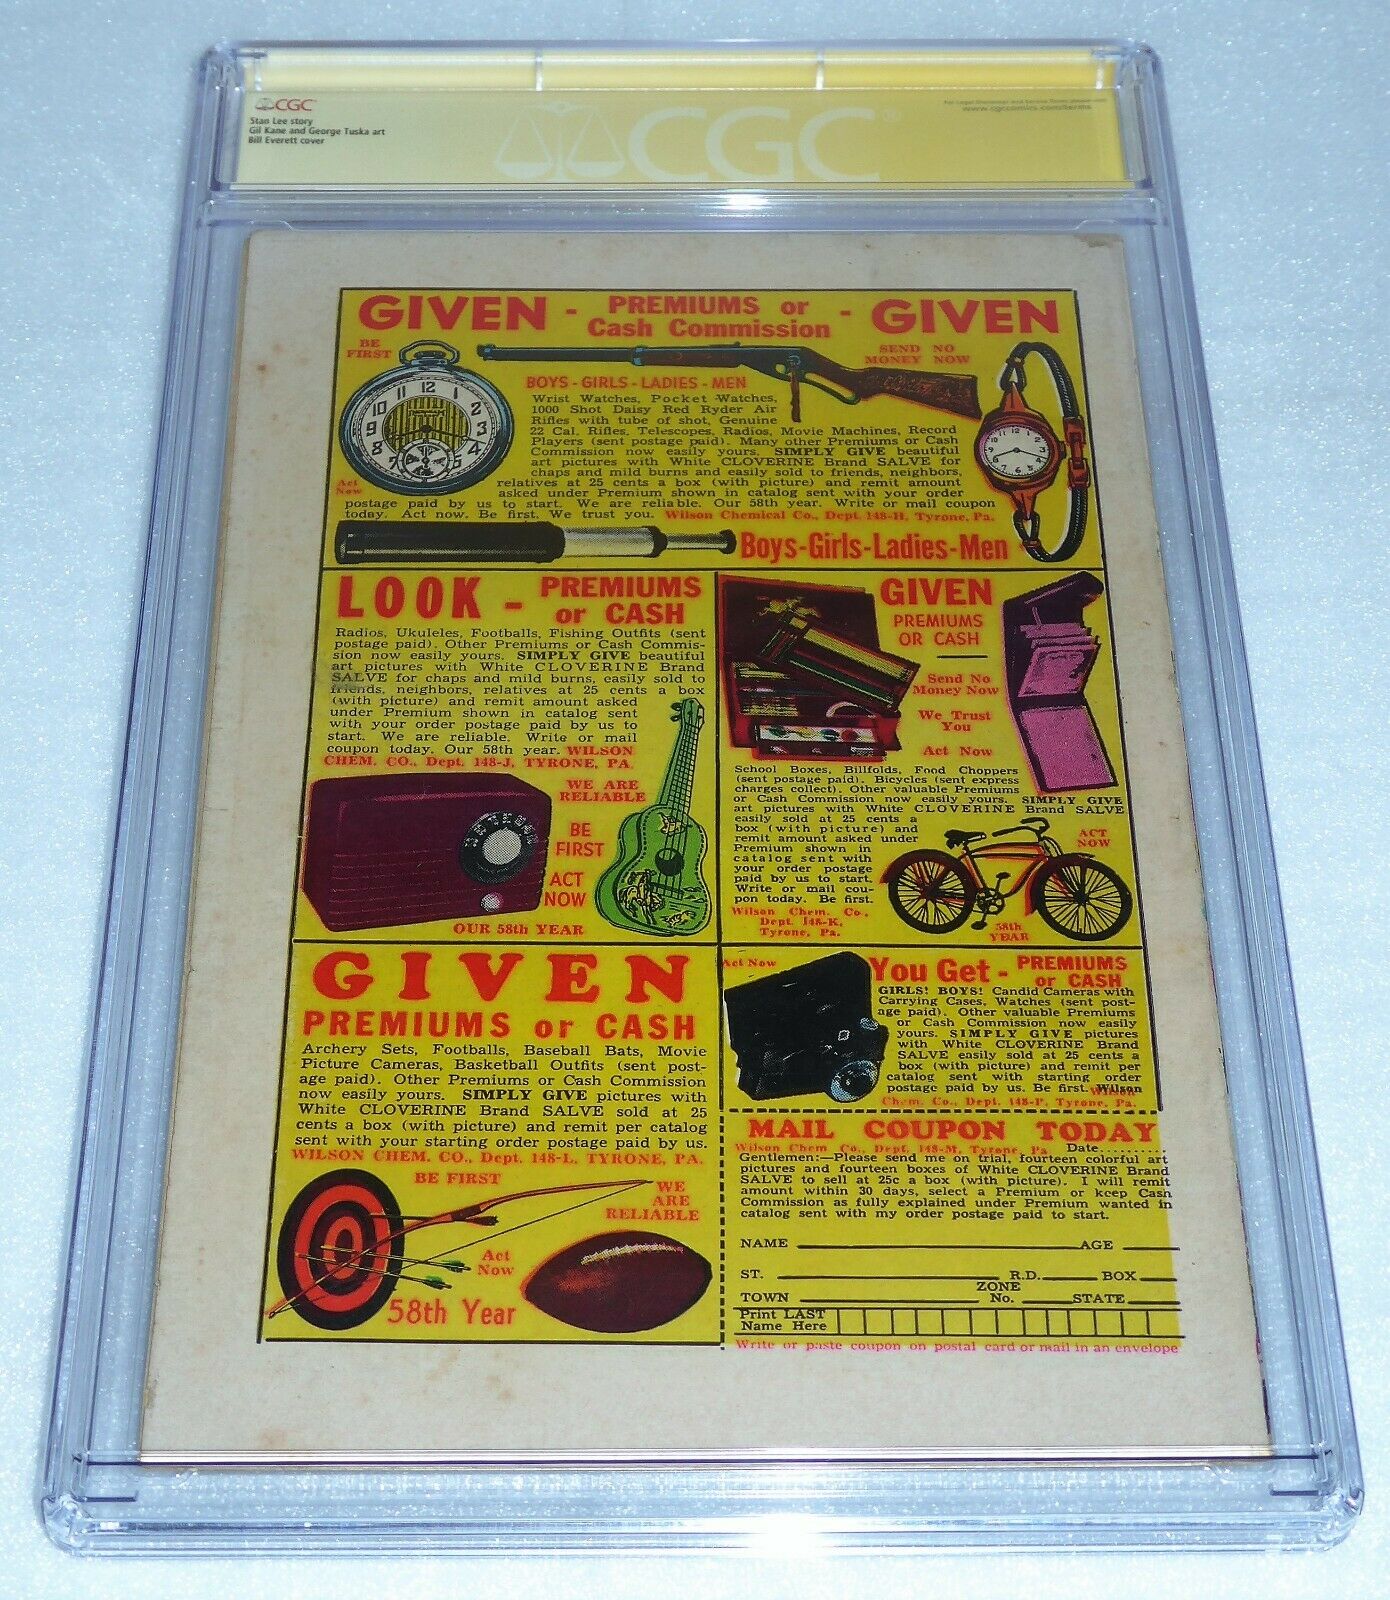 CGC
Stan Lee story
Gil Kane and George Tuska art
Bill Everett cover
CGC
www.cgccomics.com/terms
GIVEN - PREMIUMS or - GIVEN
Cash Commission
BE
FIRST
SEND NO
MONEY NOW
BOYS - GIRLS - LADIES - MEN
Wrist Watches, Pocket Watches,
1000 Shot Daisy Red Ryder Air
Rifles with tube of shot, Genuine
22 Cal. Rifles, Telescopes, Radios, Movie Machines, Record
Players (sent postage paid). Many other Premiums or Cash
Commission now easily yours. SIMPLY GIVE beautiful
art pictures with White CLOVERINE Brand SALVE for
chaps and mild burns and easily sold to friends, neighbors,
relatives at 25 cents a box (with picture) and remit amount
asked under Premium shown in catalog sent with your order
postage paid by us to start. We are reliable. Our 58th year. Write or mail coupon
today. Act now. Be first. We trust you. Wilson Chemical Co., Dept. 148-H, Tyrone, Pa.
Act
Now
Boys-Girls-Ladies-Men
LOOK - PREMIUMS
or CASH
Radios, Ukuleles, Footballs, Fishing Outfits (sent
postage paid). Other Premiums or Cash Commis-
sion now easily yours. SIMPLY GIVE beautiful
art pictures with White CLOVERINE Brand
SALVE for chaps and mild burns, easily sold to
friends, neighbors, relatives at 25 cents a box
(with picture) and remit amount asked
under Premium shown in catalog sent
with your order postage paid by us to
start. We are reliable. Write or mail
coupon today. Our 58th year. WILSON
CHEM. CO., Dept. 148-J, TYRONE, PA.
WE ARE
RELIABLE
BE
FIRST
ACT
NOW
OUR 58th YEAR
GIVEN
PREMIUMS
OR CASH
Send No
Money Now
We Trust
You
Act Now
School Boxes, Billfolds, Food Choppers
(sent postage paid). Bicycles (sent express
charges collect). Other valuable Premiums
or Cash Commission now easily yours. SIMPLY GIVE
art pictures with White CLOVERINE Brand SALVE
easily sold at 25 cents a
box (with picture) and
remit amount asked under
Premium shown in
catalog sent with
your order postage
paid by us to start.
Write or mail cou-
pon today. Be first.
Wilson Chem. Co.,
Dept. 148-K,
Tyrone, Pa.
ACT
NOW
58th
YEAR
GIVEN
PREMIUMS or CASH
Archery Sets, Footballs, Baseball Bats, Movie
Picture Cameras, Basketball Outfits (sent post-
age paid). Other Premiums or Cash Commission
now easily yours. SIMPLY GIVE pictures with
White CLOVERINE Brand SALVE sold at 25
cents a box (with picture) and remit per catalog
sent with your starting order postage paid by us.
WILSON CHEM. CO., Dept. 148-L, TYRONE, PA.
BE FIRST
WE
ARE
RELIABLE
Act
Now
58th Year
Act Now
You Get - PREMIUMS
or CASH
GIRLS! BOYS! Candid Cameras with
Carrying Cases, Watches (sent post-
age paid). Other valuable Premiums
or Cash Commission now easily
yours. SIMPLY GIVE pictures
with White CLOVERINE Brand
SALVE easily sold at 25 cents a
box (with picture) and remit per
catalog sent with starting order
postage paid by us. Be first. Wilson
Chem. Co., Dept. 148-P, Tyrone, Pa.
MAIL COUPON TODAY
Wilson Chem. Co., Dept. 148-M, Tyrone, Pa. Date..........
Gentlemen:—Please send me on trial, fourteen colorful art
pictures and fourteen boxes of White CLOVERINE Brand
SALVE to sell at 25c a box (with picture). I will remit
amount within 30 days, select a Premium or keep Cash
Commission as fully explained under Premium wanted in
catalog sent with my order postage paid to start.
NAME AGE
ST. R.D. BOX
ZONE
TOWN No. STATE
Print LAST
Name Here
Write or paste coupon on postal card or mail in an envelope